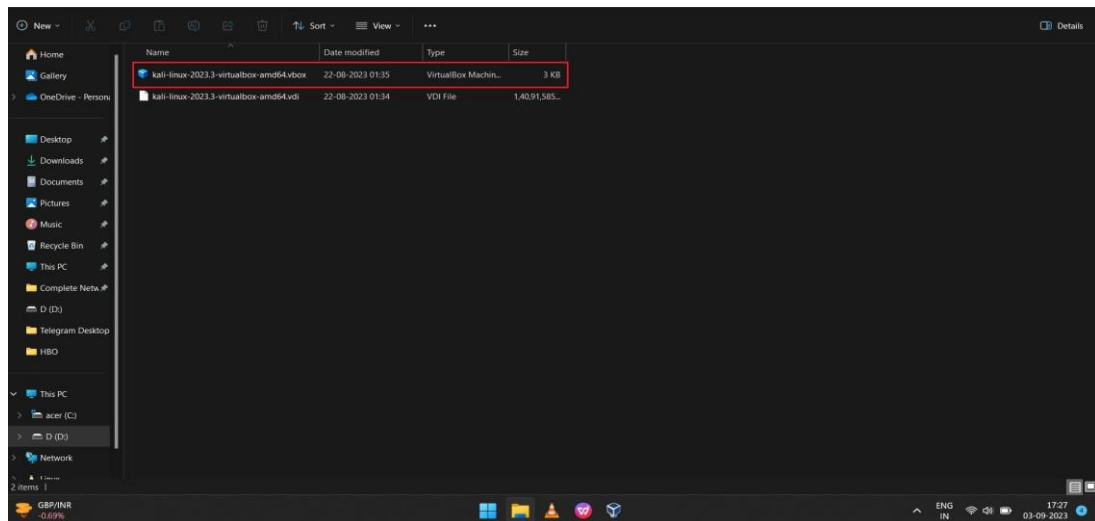 New Sort View ... Details
Name Date modified Type Size
kali-linux-2023.3-virtualbox-amd64.vbox 22-08-2023 01:35 VirtualBox Machin... 3 KB
kali-linux-2023.3-virtualbox-amd64.vdi 22-08-2023 01:34 VDI File 1,40,91,585...
Home
Gallery
OneDrive - Persona
Desktop
Downloads
Documents
Pictures
Music
Recycle Bin
This PC
Complete Netw
D (D:)
Telegram Desktop
HBO
This PC
acer (C:)
D (D:)
Network
Linux
2 items
GBP/INR
-0.69%
ENG
IN
17:27
03-09-2023
4